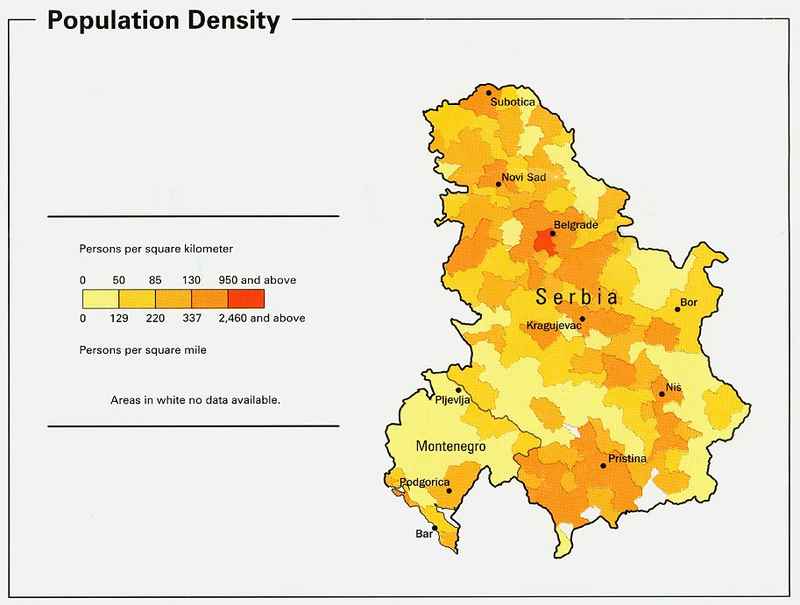 Population Density
Persons per square kilometer
0 50 85 130 950 and above
0 129 220 337 2,460 and above
Persons per square mile
Areas in white no data available.
Subotica
Novi Sad
Belgrade
Serbia
Bor
Kragujevac
Niš
Pljevlja
Montenegro
Pristina
Podgorica
Bar